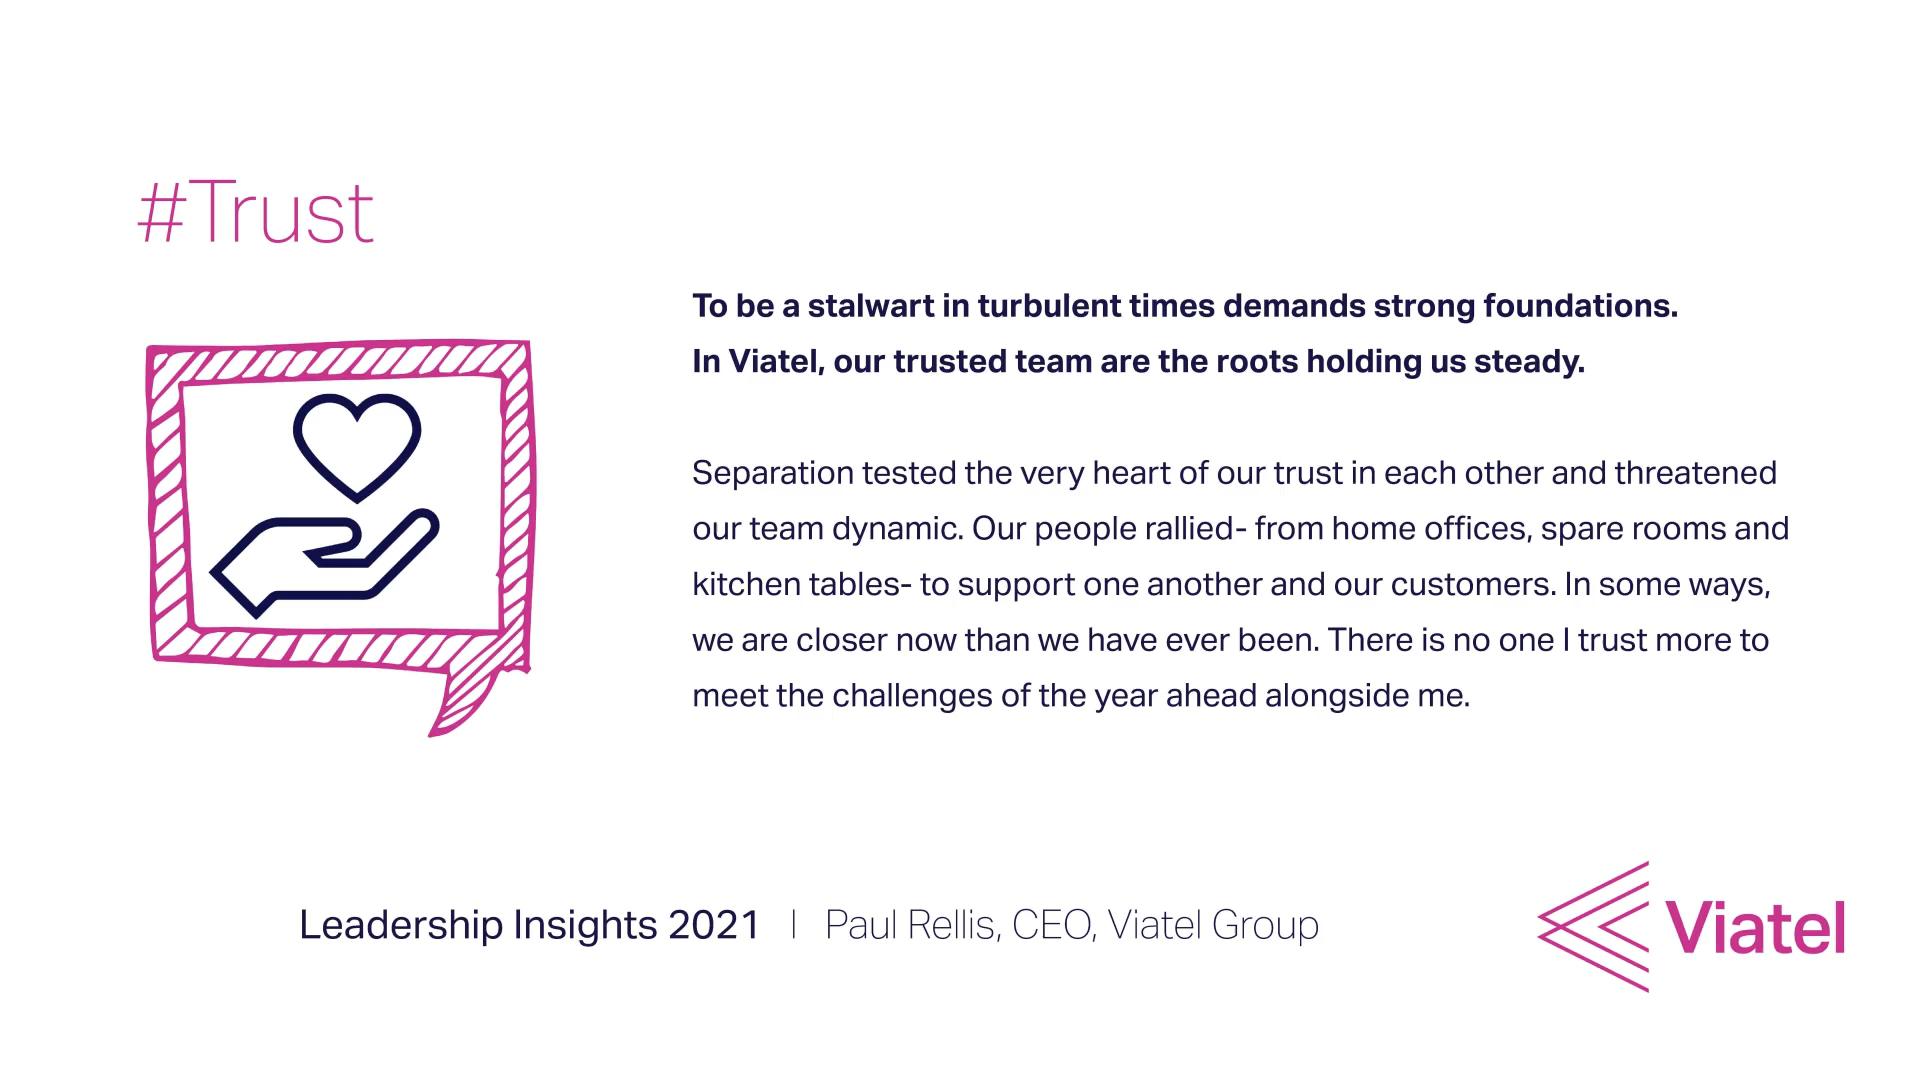 #Trust
To be a stalwart in turbulent times demands strong foundations.
In Viatel, our trusted team are the roots holding us steady.
Separation tested the very heart of our trust in each other and threatened
our team dynamic. Our people rallied- from home offices, spare rooms and
kitchen tables- to support one another and our customers. In some ways,
we are closer now than we have ever been. There is no one I trust more to
meet the challenges of the year ahead alongside me.
Leadership Insights 2021 | Paul Rellis, CEO, Viatel Group
Viatel